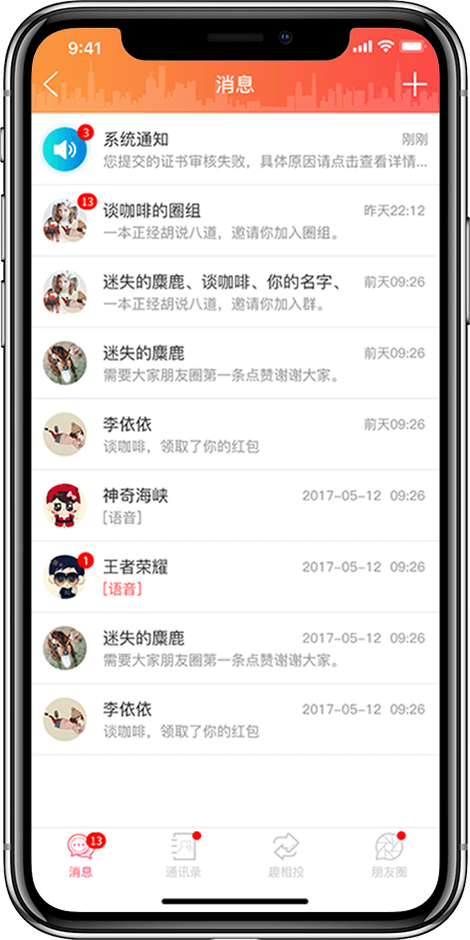 9:41
消息
3
系统通知
刚刚
您提交的证书审核失败，具体原因请点击查看详情...
13
谈咖啡的圈组
昨天22:12
一本正经胡说八道，邀请你加入圈组。
迷失的麋鹿、谈咖啡、你的名字、
前天09:26
一本正经胡说八道，邀请你加入群。
迷失的麋鹿
前天09:26
需要大家朋友圈第一条点赞谢谢大家。
李依依
前天09:26
谈咖啡，领取了你的红包
神奇海峡
2017-05-12 09:26
[语音]
1
王者荣耀
2017-05-12 09:26
[语音]
迷失的麋鹿
2017-05-12 09:26
需要大家朋友圈第一条点赞谢谢大家。
李依依
2017-05-12 09:26
谈咖啡，领取了你的红包
13
消息
通讯录
趣相投
朋友圈